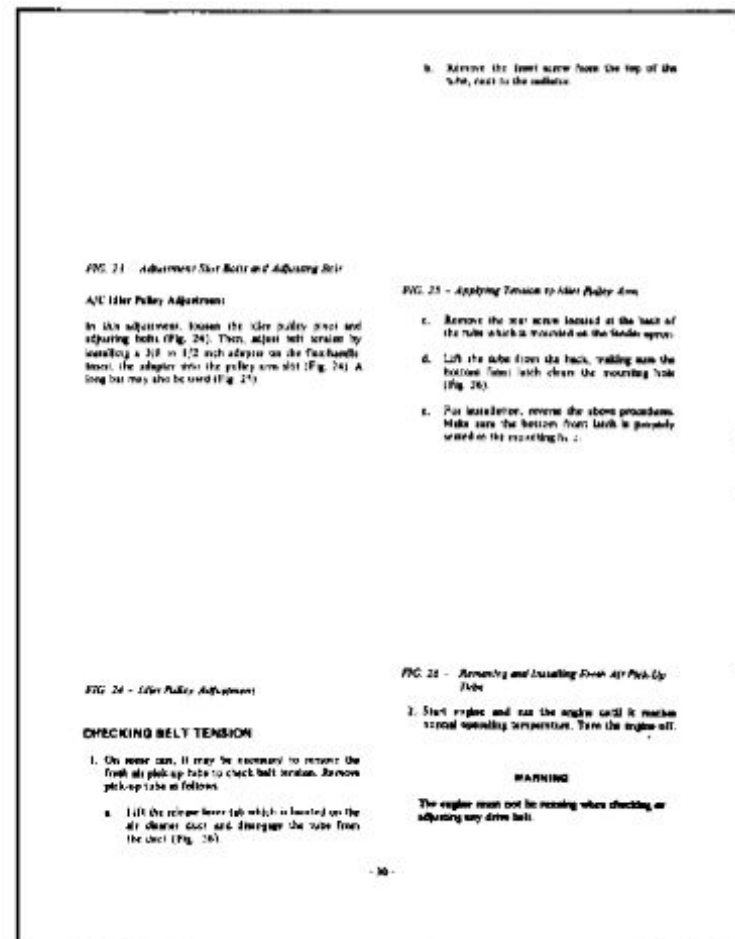 FIG. 23 - Adjustment Slot Bolts and Adjusting Bolt
A/C Idler Pulley Adjustment
In this adjustment, loosen the idler pulley pivot and
adjusting bolts (Fig. 24). Then, adjust belt tension by
installing a 3/8 to 1/2 inch adapter on the flex handle.
Insert the adapter into the pulley arm slot (Fig. 24). A
long bar may also be used (Fig. 25).
FIG. 24 - Idler Pulley Adjustment
CHECKING BELT TENSION
1. On some cars, it may be necessary to remove the
fresh air pick-up tube to check belt tension. Remove
pick-up tube as follows
a. Lift the release lever tab which is located on the
air cleaner duct and disengage the tube from
the duct (Fig. 26)
b. Remove the front screw from the top of the
tube, next to the radiator.
FIG. 25 - Applying Tension to Idler Pulley Arm
c. Remove the rear screw located at the back of
the tube which is mounted on the fender apron.
d. Lift the tube from the back, making sure the
bottom front latch clears the mounting hole
(Fig. 26).
e. For installation, reverse the above procedures.
Make sure the bottom front latch is properly
seated in the mounting
FIG. 26 - Removing and Installing Fresh Air Pick-Up
Tube
2. Start engine and run the engine until it reaches
normal operating temperature. Turn the engine off.
WARNING
The engine must not be running when checking or
adjusting any drive belt.
- 30 -